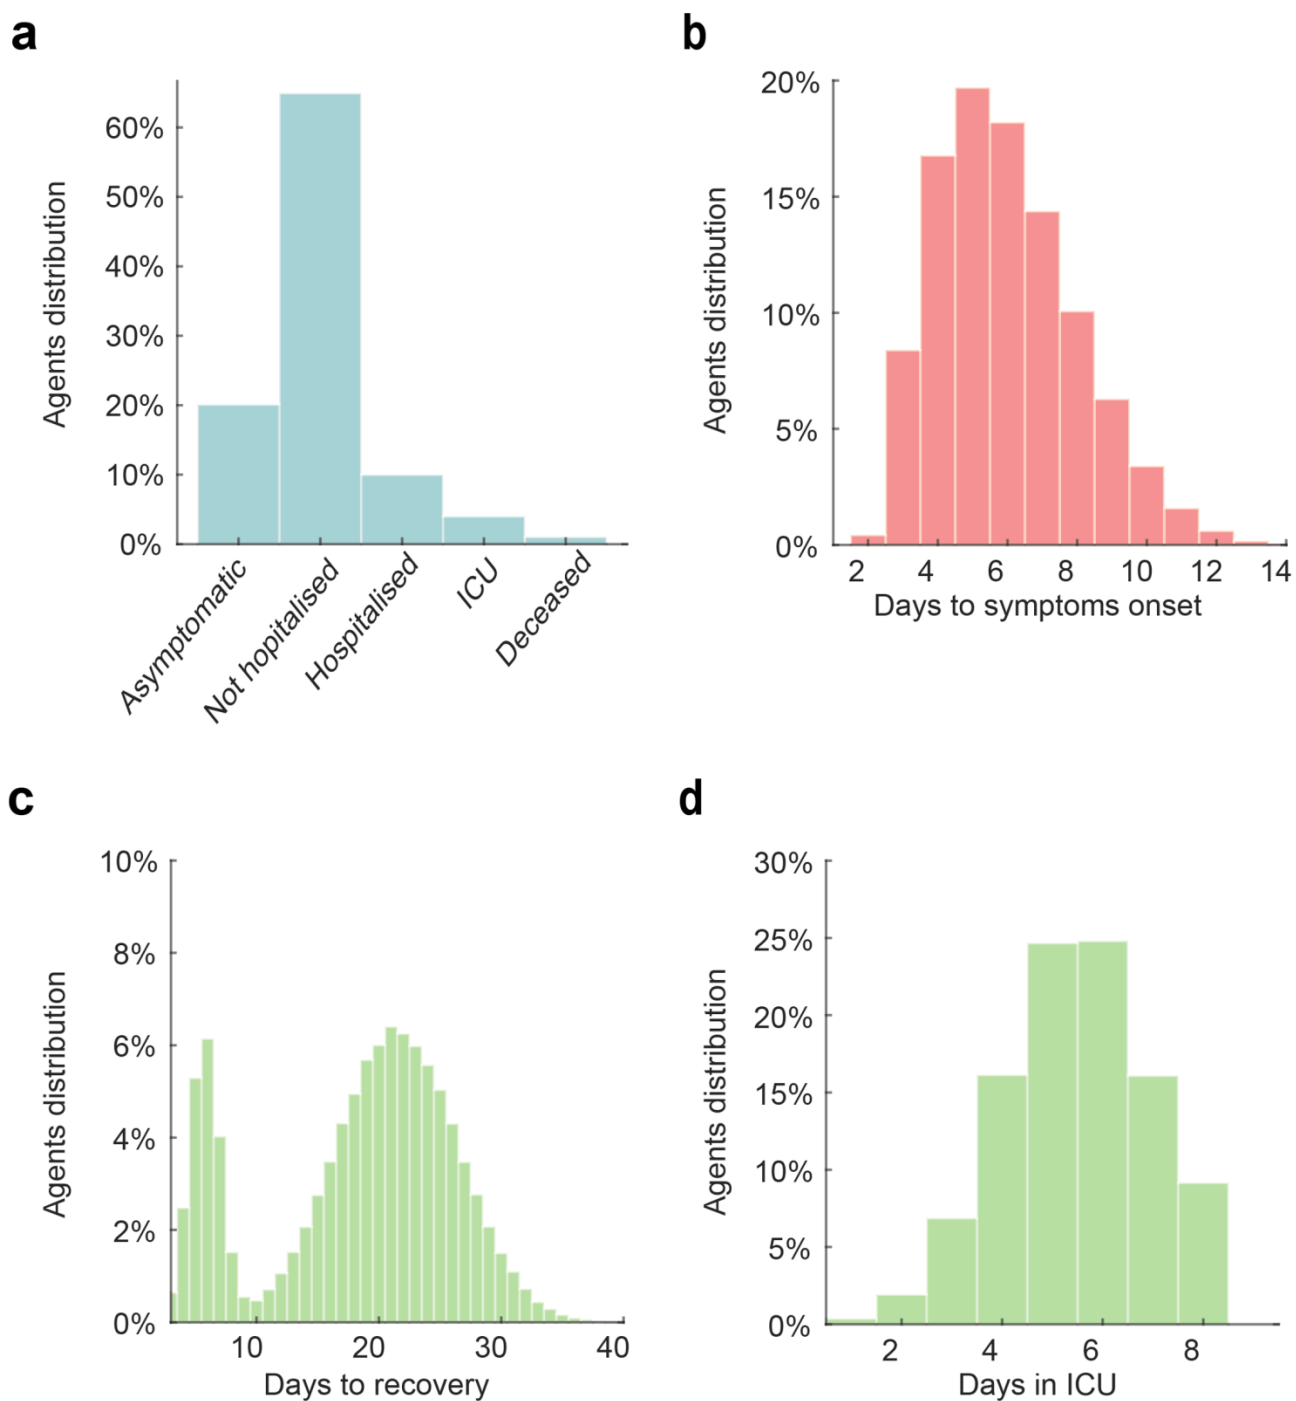 a
60%
50%
40%
30%
20%
10%
0%
Agents distribution
Asymptomatic
Not hopitalised
Hospitalised
ICU
Deceased
b
20%
15%
10%
5%
0%
Agents distribution
2 4 6 8 10 12 14
Days to symptoms onset
c
10%
8%
6%
4%
2%
0%
Agents distribution
10 20 30 40
Days to recovery
d
30%
25%
20%
15%
10%
5%
0%
Agents distribution
2 4 6 8
Days in ICU